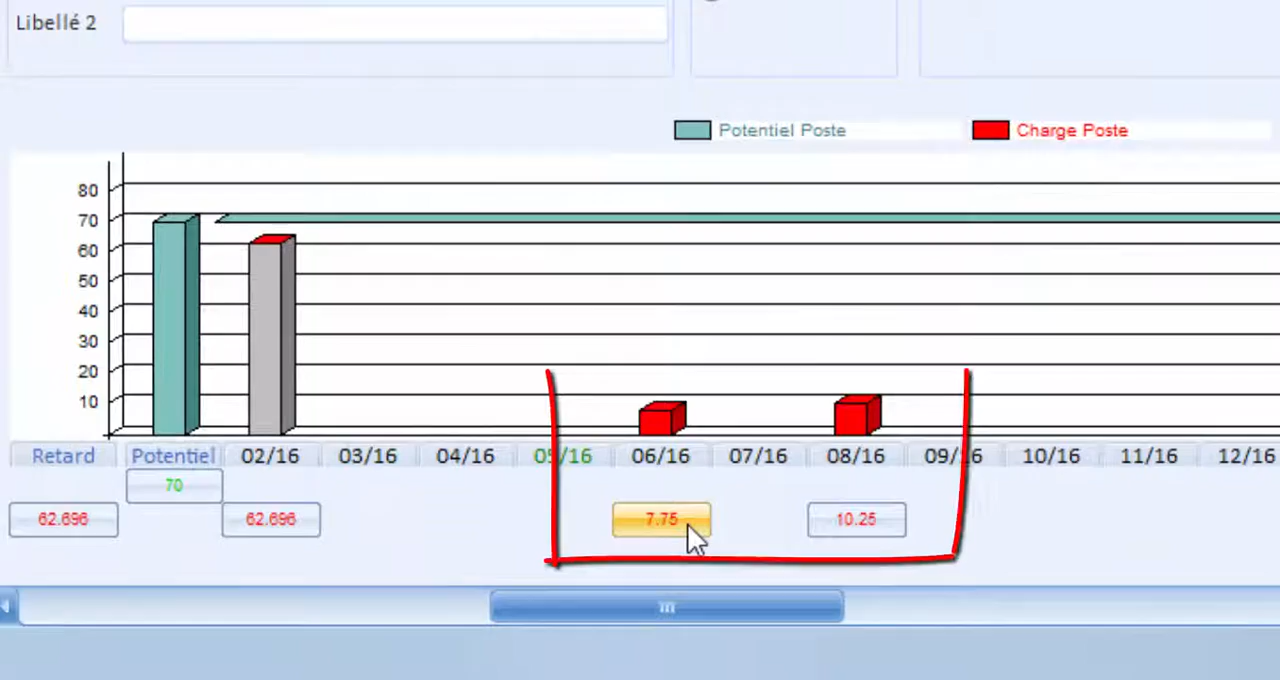 Libellé 2
Potentiel Poste Charge Poste
80
70
60
50
40
30
20
10
Retard Potentiel 02/16 03/16 04/16 05/16 06/16 07/16 08/16 09/16 10/16 11/16 12/16
70
62.696 62.696 7.75 10.25